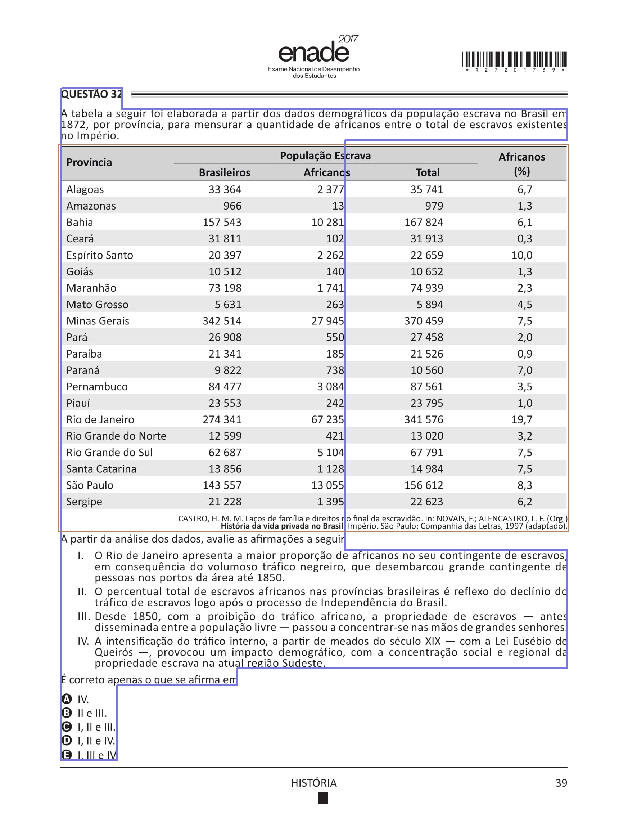 enade 2017
Exame Nacional de Desempenho
dos Estudantes
QUESTÃO 32
A tabela a seguir foi elaborada a partir dos dados demográficos da população escrava no Brasil em
1872, por província, para mensurar a quantidade de africanos entre o total de escravos existentes
no Império.
Província População Escrava Africanos (%)
Brasileiros Africanos Total
Alagoas 33 364 2 377 35 741 6,7
Amazonas 966 13 979 1,3
Bahia 157 543 10 281 167 824 6,1
Ceará 31 811 102 31 913 0,3
Espírito Santo 20 397 2 262 22 659 10,0
Goiás 10 512 140 10 652 1,3
Maranhão 73 198 1 741 74 939 2,3
Mato Grosso 5 631 263 5 894 4,5
Minas Gerais 342 514 27 945 370 459 7,5
Pará 26 908 550 27 458 2,0
Paraíba 21 341 185 21 526 0,9
Paraná 9 822 738 10 560 7,0
Pernambuco 84 477 3 084 87 561 3,5
Piauí 23 553 242 23 795 1,0
Rio de Janeiro 274 341 67 235 341 576 19,7
Rio Grande do Norte 12 599 421 13 020 3,2
Rio Grande do Sul 62 687 5 104 67 791 7,5
Santa Catarina 13 856 1 128 14 984 7,5
São Paulo 143 557 13 055 156 612 8,3
Sergipe 21 228 1 395 22 623 6,2
CASTRO, H. M. M. Laços de família e direitos no final da escravidão. In: NOVAIS, F.; ALENCASTRO, L. F. (Org.)
História da vida privada no Brasil: Império. São Paulo: Companhia das Letras, 1997 (adaptado).
A partir da análise dos dados, avalie as afirmações a seguir.
I. O Rio de Janeiro apresenta a maior proporção de africanos no seu contingente de escravos,
em consequência do volumoso tráfico negreiro, que desembarcou grande contingente de
pessoas nos portos da área até 1850.
II. O percentual total de escravos africanos nas províncias brasileiras é reflexo do declínio do
tráfico de escravos logo após o processo de Independência do Brasil.
III. Desde 1850, com a proibição do tráfico africano, a propriedade de escravos — antes
disseminada entre a população livre — passou a concentrar-se nas mãos de grandes senhores.
IV. A intensificação do tráfico interno, a partir de meados do século XIX — com a Lei Eusébio de
Queirós —, provocou um impacto demográfico, com a concentração social e regional da
propriedade escrava na atual região Sudeste.
É correto apenas o que se afirma em
A IV.
B II e III.
C I, II e III.
D I, II e IV.
E I, III e IV.
HISTÓRIA 39